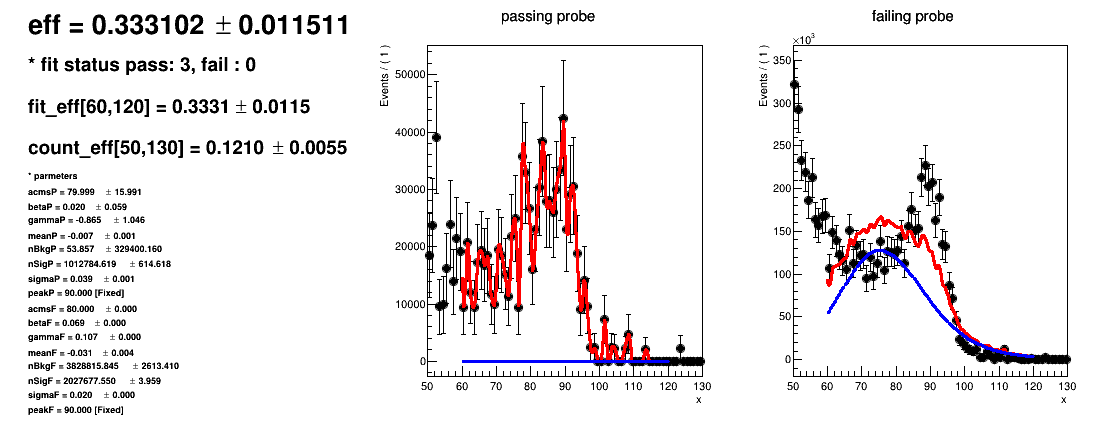 eff = 0.333102 ± 0.011511
* fit status pass: 3, fail : 0
fit_eff[60,120] = 0.3331 ± 0.0115
count_eff[50,130] = 0.1210 ± 0.0055
* parmeters
acmsP = 79.999 ± 15.991
betaP = 0.020 ± 0.059
gammaP = -0.865 ± 1.046
meanP = -0.007 ± 0.001
nBkgP = 53.857 ± 329400.160
nSigP = 1012784.619 ± 614.618
sigmaP = 0.039 ± 0.001
peakP = 90.000 [Fixed]
acmsF = 80.000 ± 0.000
betaF = 0.069 ± 0.000
gammaF = 0.107 ± 0.000
meanF = -0.031 ± 0.004
nBkgF = 3828815.845 ± 2613.410
nSigF = 2027677.550 ± 3.959
sigmaF = 0.020 ± 0.000
peakF = 90.000 [Fixed]
passing probe
Events / ( 1 )
50000
40000
30000
20000
10000
0
50 60 70 80 90 100 110 120 130
x
failing probe
×10³
Events / ( 1 )
350
300
250
200
150
100
50
0
50 60 70 80 90 100 110 120 130
x